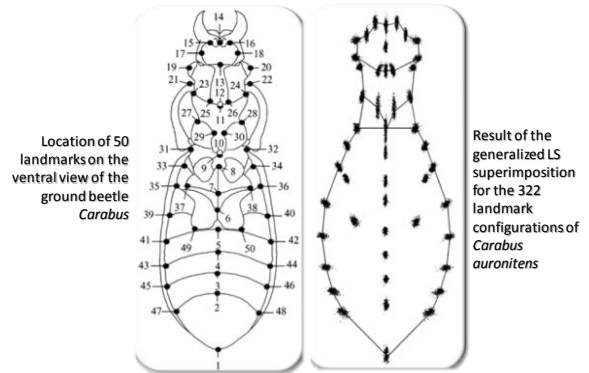 Location of 50
landmarks on the
ventral view of the
ground beetle
Carabus
14
15 16
17 18
19 20
21 22
13
23 24
12
25 26
27 28
11
29 30
10
31 32
33 9 8 34
35 7 36
37 38
39 6 40
41 42
49 5 50
43 4 44
45 3 46
2
47 48
1
Result of the
generalized LS
superimposition
for the 322
landmark
configurations of
Carabus
auronitens